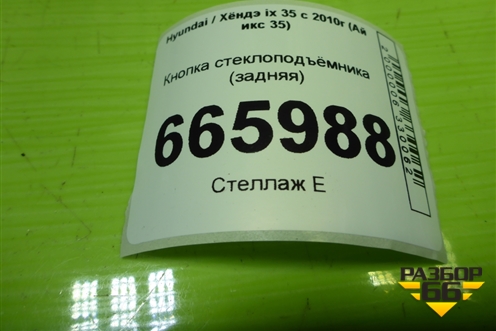 Hyundai / Хёндэ ix 35 с 2010г (Ай
икс 35)
Кнопка стеклоподъёмника
(задняя)
665988
Стеллаж Е
РАЗБОР
66